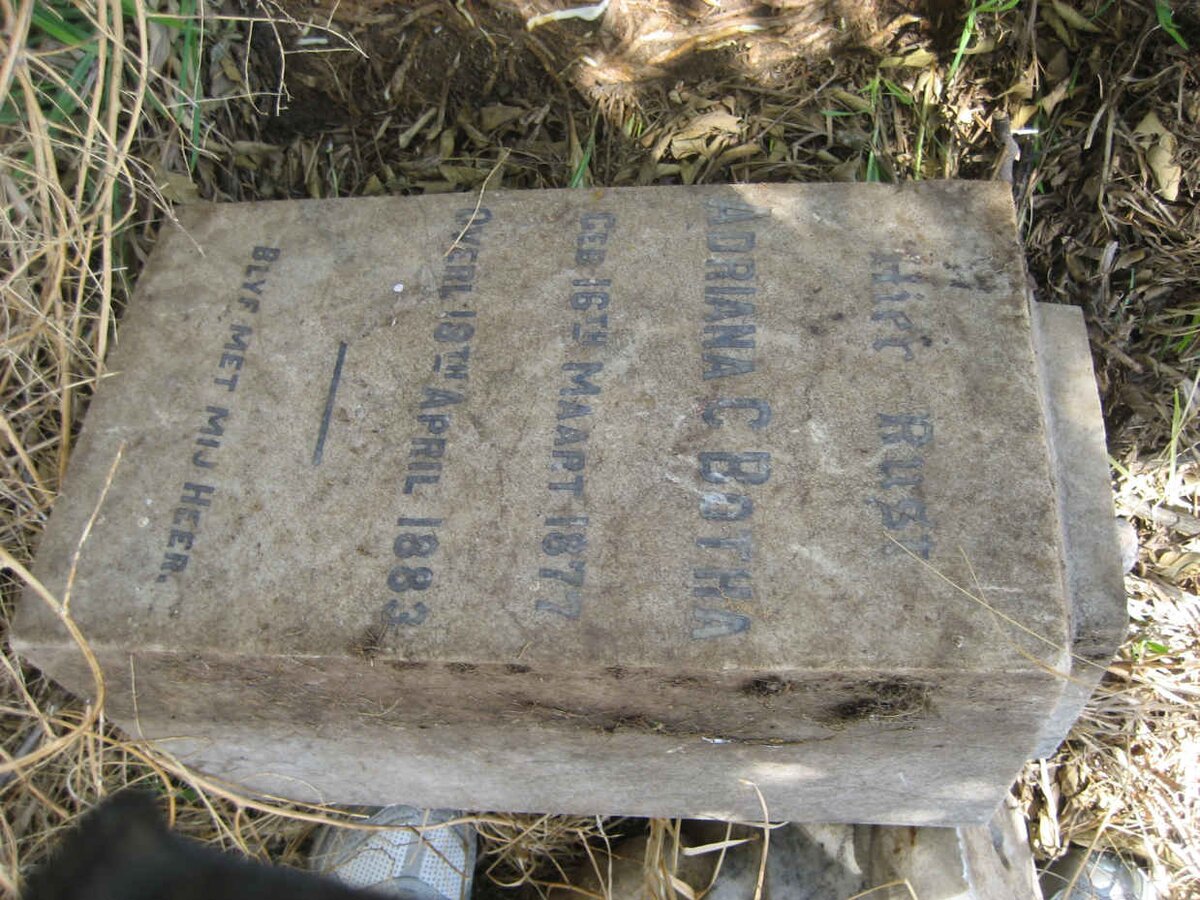 Hier Rust
ADRIANA C BOTHA
GEB 16TH MAART 1877
OVERL 18TH APRIL 1883
BLYF MET MIJ HEER.